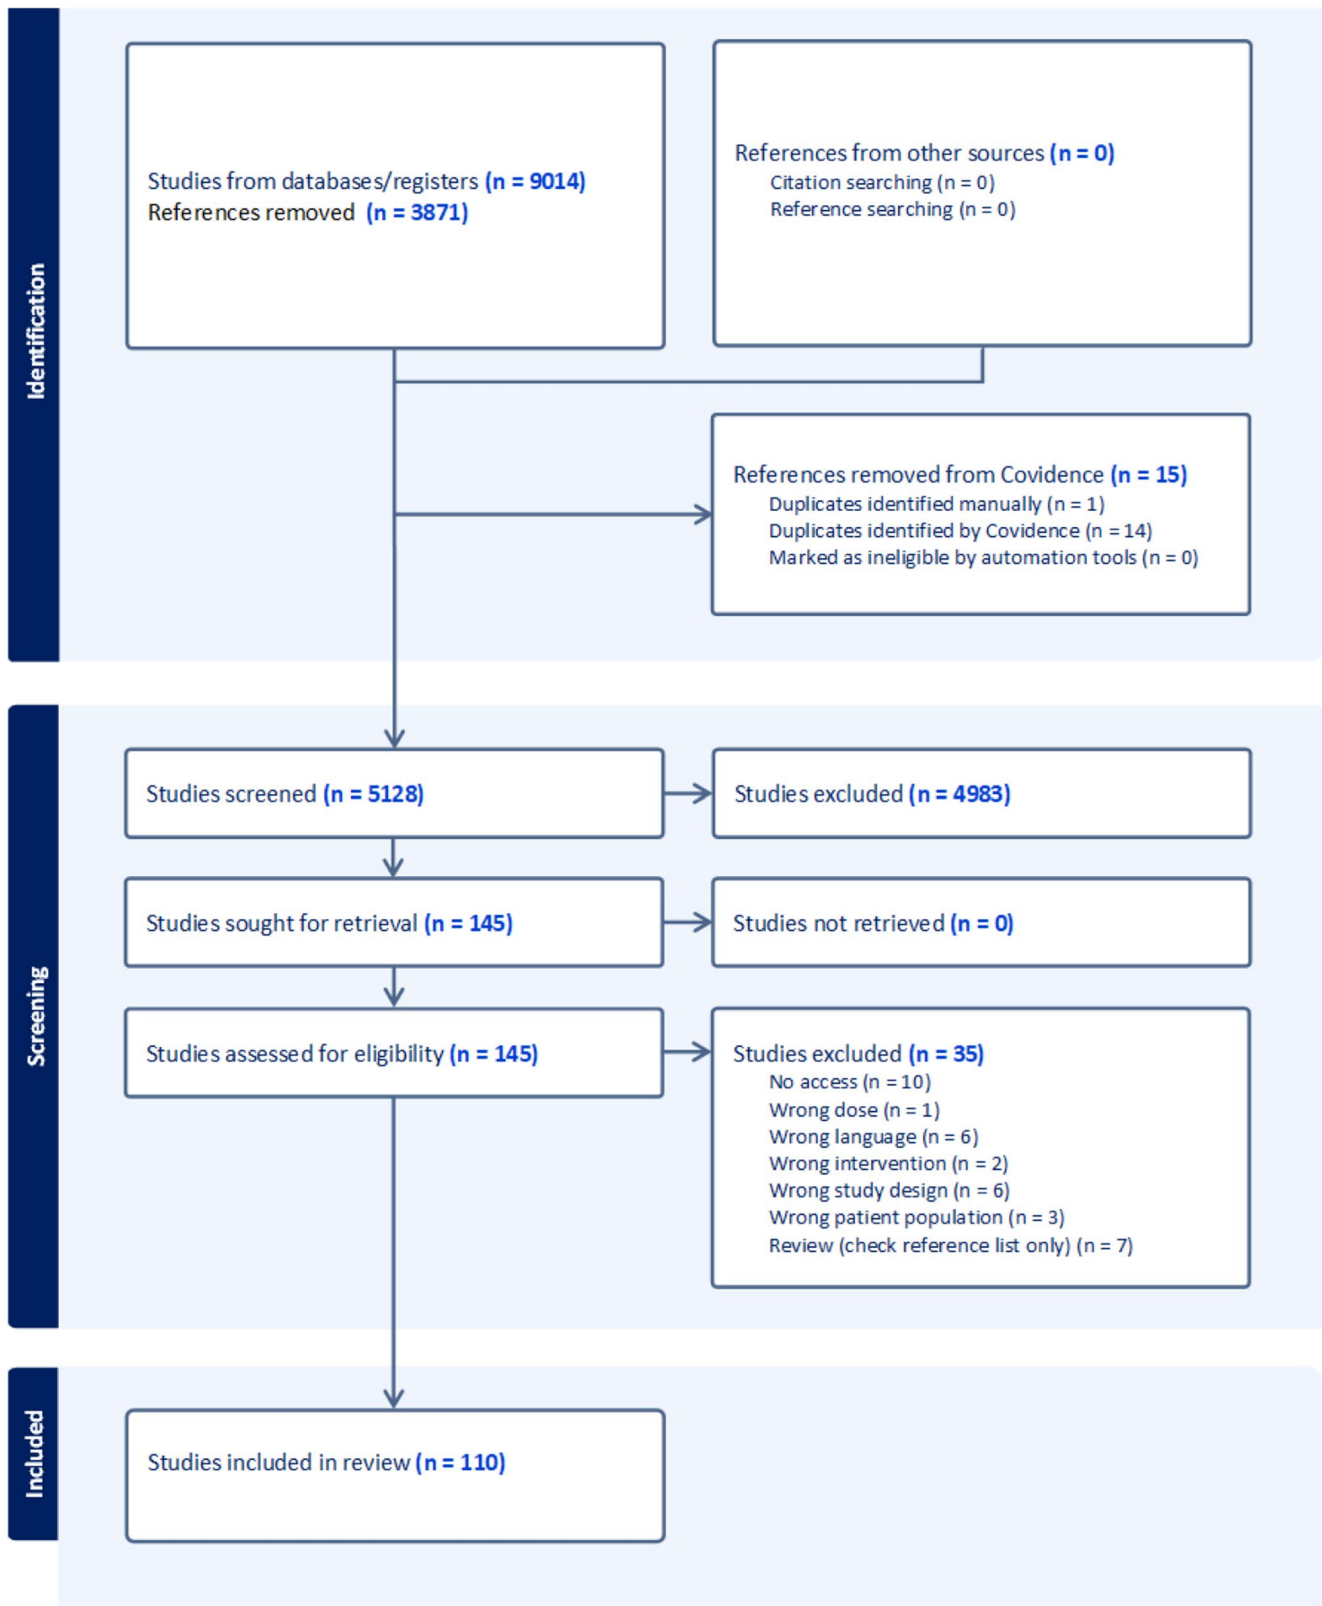 Identification
Studies from databases/registers (n = 9014)
References removed (n = 3871)
References from other sources (n = 0)
Citation searching (n = 0)
Reference searching (n = 0)
References removed from Covidence (n = 15)
Duplicates identified manually (n = 1)
Duplicates identified by Covidence (n = 14)
Marked as ineligible by automation tools (n = 0)
Screening
Studies screened (n = 5128)
Studies excluded (n = 4983)
Studies sought for retrieval (n = 145)
Studies not retrieved (n = 0)
Studies assessed for eligibility (n = 145)
Studies excluded (n = 35)
No access (n = 10)
Wrong dose (n = 1)
Wrong language (n = 6)
Wrong intervention (n = 2)
Wrong study design (n = 6)
Wrong patient population (n = 3)
Review (check reference list only) (n = 7)
Included
Studies included in review (n = 110)